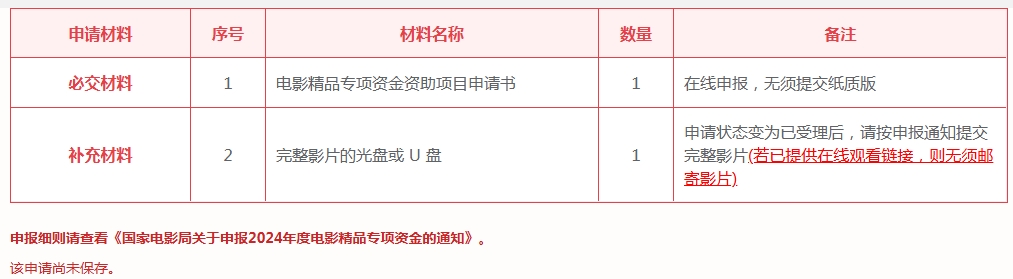 申请材料 序号 材料名称 数量 备注
必交材料 1 电影精品专项资金资助项目申请书 1 在线申报，无须提交纸质版
补充材料 2 完整影片的光盘或 U 盘 1 申请状态变为已受理后，请按申报通知提交
完整影片(若已提供在线观看链接，则无须邮
寄影片)
申报细则请查看《国家电影局关于申报2024年度电影精品专项资金的通知》。
该申请尚未保存。